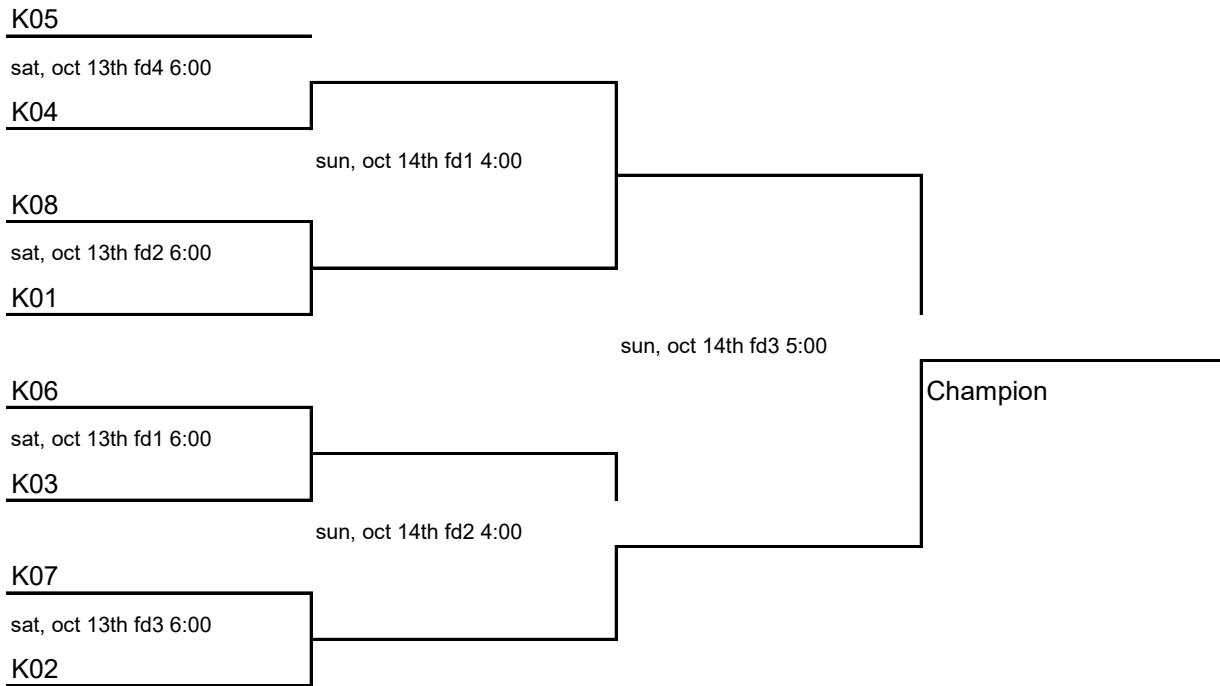 K05
sat, oct 13th fd4 6:00
K04
sun, oct 14th fd1 4:00
K08
sat, oct 13th fd2 6:00
K01
sun, oct 14th fd3 5:00
K06
Champion
sat, oct 13th fd1 6:00
K03
sun, oct 14th fd2 4:00
K07
sat, oct 13th fd3 6:00
K02